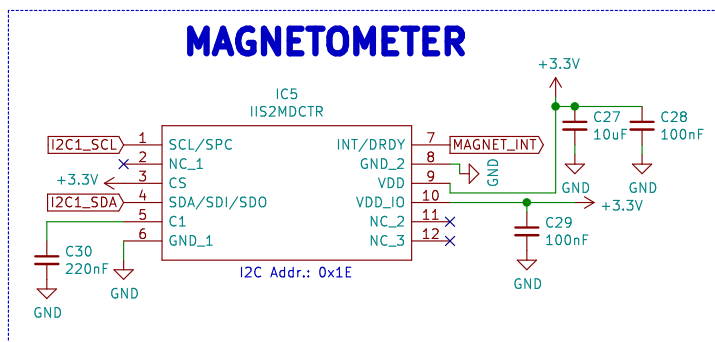 MAGNETOMETER
IC5
IIS2MDCTR
I2C1_SCL
1
SCL/SPC
2
NC_1
+3.3V
3
CS
I2C1_SDA
4
SDA/SDI/SDO
5
C1
6
GND_1
INT/DRDY
7
MAGNET_INT
GND_2
8
GND
VDD
9
VDD_IO
10
+3.3V
NC_2
11
NC_3
12
I2C Addr.: 0x1E
C30
220nF
GND
GND
+3.3V
C27
10uF
GND
C28
100nF
GND
C29
100nF
GND